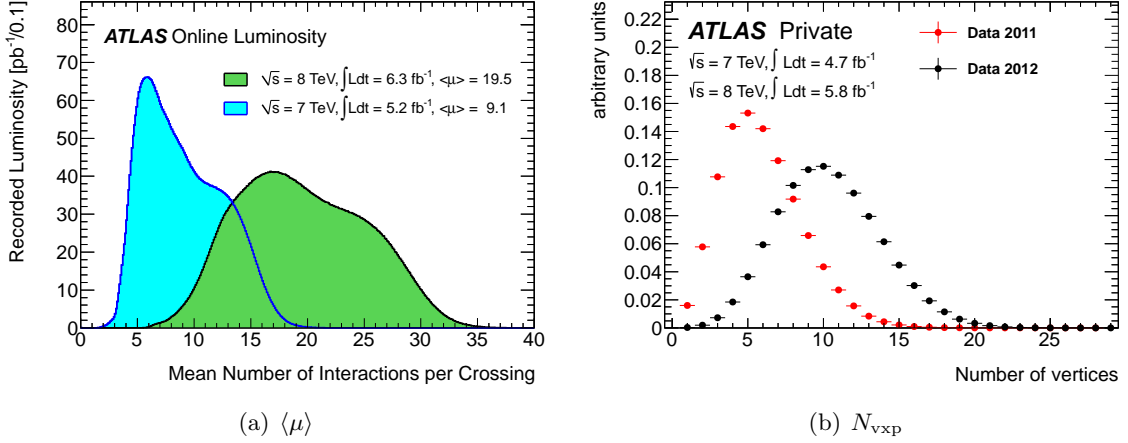 ATLAS Online Luminosity
√s = 8 TeV, ∫Ldt = 6.3 fb⁻¹, <μ> = 19.5
√s = 7 TeV, ∫Ldt = 5.2 fb⁻¹, <μ> = 9.1
Recorded Luminosity [pb⁻¹/0.1]
80
70
60
50
40
30
20
10
0
0 5 10 15 20 25 30 35 40
Mean Number of Interactions per Crossing
(a) ⟨μ⟩
ATLAS Private
√s = 7 TeV, ∫ Ldt = 4.7 fb⁻¹
√s = 8 TeV, ∫ Ldt = 5.8 fb⁻¹
Data 2011
Data 2012
arbitrary units
0.22
0.2
0.18
0.16
0.14
0.12
0.1
0.08
0.06
0.04
0.02
0
5 10 15 20 25
Number of vertices
(b) Nvxp